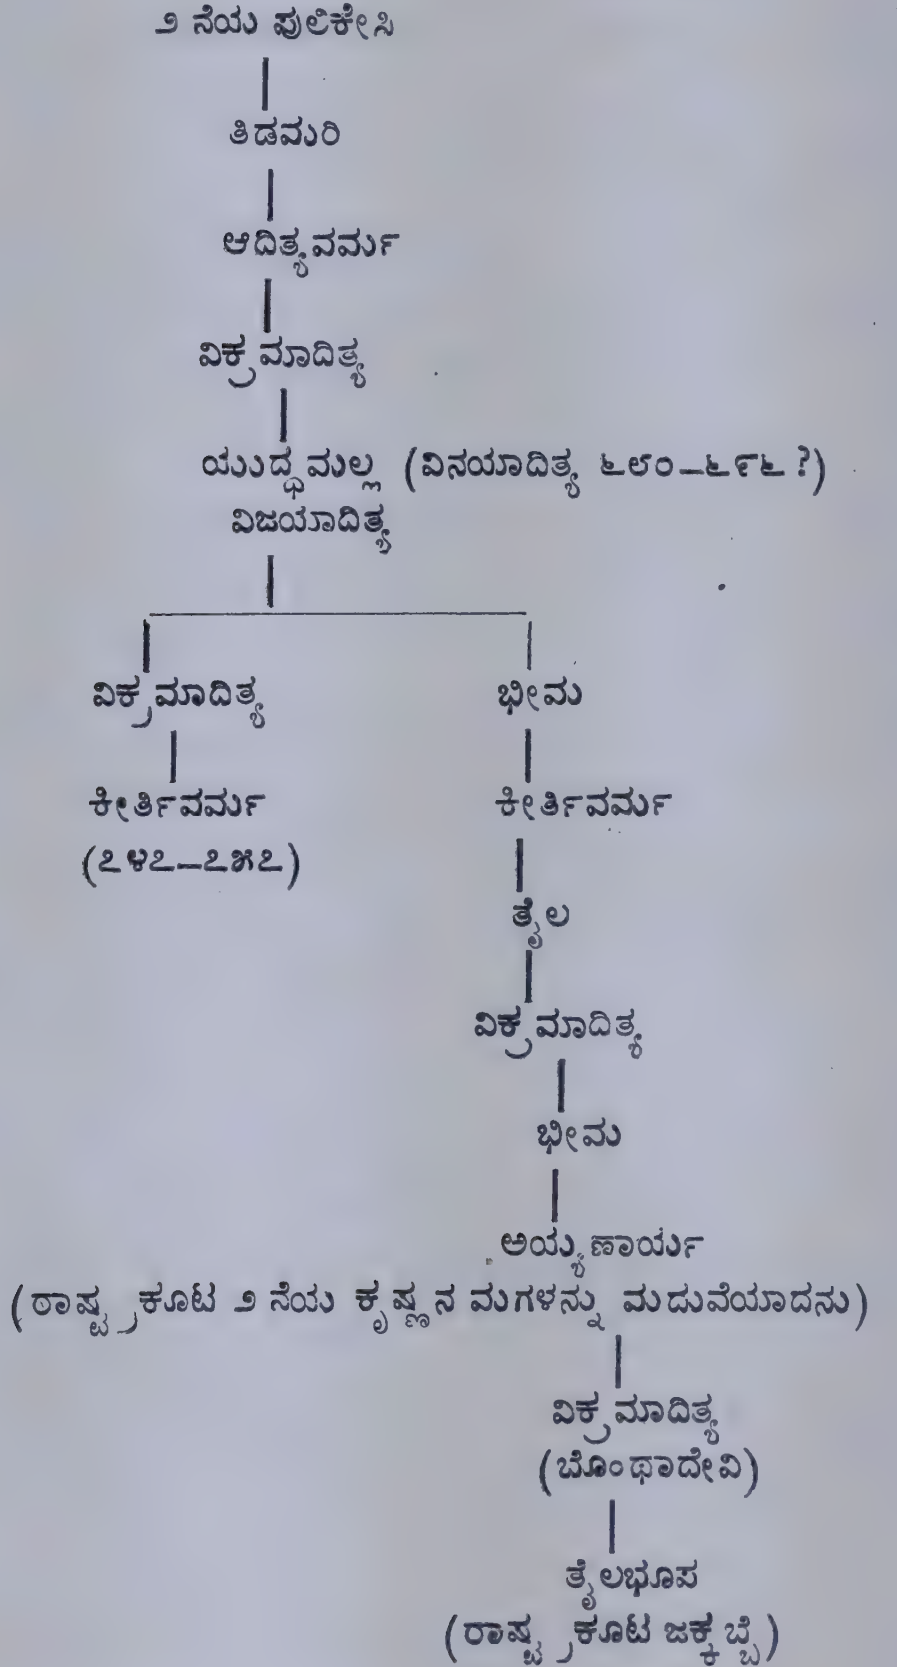 ೨ ನೆಯ ಪುಲಿಕೇಸಿ
ತಿಡಮರಿ
ಆದಿತ್ಯವರ್ಮ
ವಿಕ್ರಮಾದಿತ್ಯ
ಯುದ್ಧಮಲ್ಲ (ವಿನಯಾದಿತ್ಯ ೬೮೦–೬೯೬ ?)
ವಿಜಯಾದಿತ್ಯ
ವಿಕ್ರಮಾದಿತ್ಯ ಭೀಮ
ಕೀರ್ತಿವರ್ಮ ಕೀರ್ತಿವರ್ಮ
(೭೪೭–೭೫೭)
ತೈಲ
ವಿಕ್ರಮಾದಿತ್ಯ
ಭೀಮ
ಅಯ್ಯಣಾರ್ಯ
(ರಾಷ್ಟ್ರಕೂಟ ೨ ನೆಯ ಕೃಷ್ಣನ ಮಗಳನ್ನು ಮದುವೆಯಾದನು)
ವಿಕ್ರಮಾದಿತ್ಯ
(ಬೊಂಥಾದೇವಿ)
ತೈಲಭೂಪ
(ರಾಷ್ಟ್ರಕೂಟ ಜಕ್ಕಬ್ಬೆ)